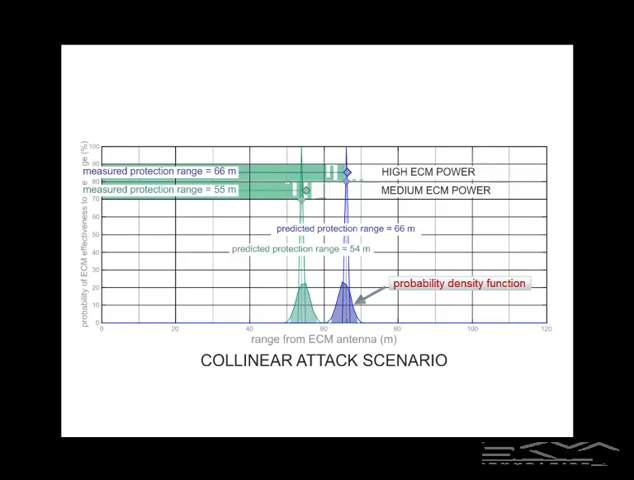 probability of ECM effectiveness to ge (%)
100
90
80
70
60
50
40
30
20
10
0
measured protection range = 66 m
HIGH ECM POWER
measured protection range = 55 m
MEDIUM ECM POWER
predicted protection range = 66 m
predicted protection range = 54 m
probability density function
0 20 40 60 80 100 120
range from ECM antenna (m)
COLLINEAR ATTACK SCENARIO